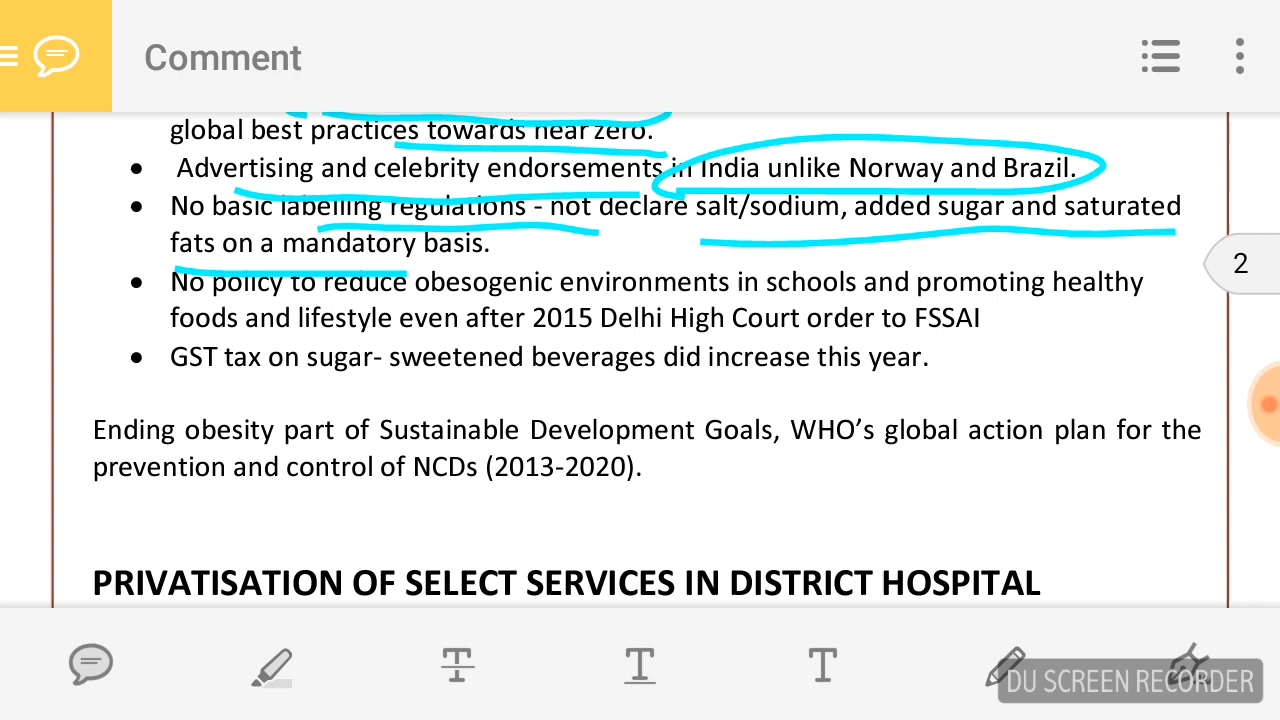 Comment
global best practices towards near zero.
• Advertising and celebrity endorsements in India unlike Norway and Brazil.
• No basic labelling regulations - not declare salt/sodium, added sugar and saturated
fats on a mandatory basis.
• No policy to reduce obesogenic environments in schools and promoting healthy
foods and lifestyle even after 2015 Delhi High Court order to FSSAI
• GST tax on sugar- sweetened beverages did increase this year.
2
Ending obesity part of Sustainable Development Goals, WHO’s global action plan for the
prevention and control of NCDs (2013-2020).
PRIVATISATION OF SELECT SERVICES IN DISTRICT HOSPITAL
T
T
T
DU SCREEN RECORDER